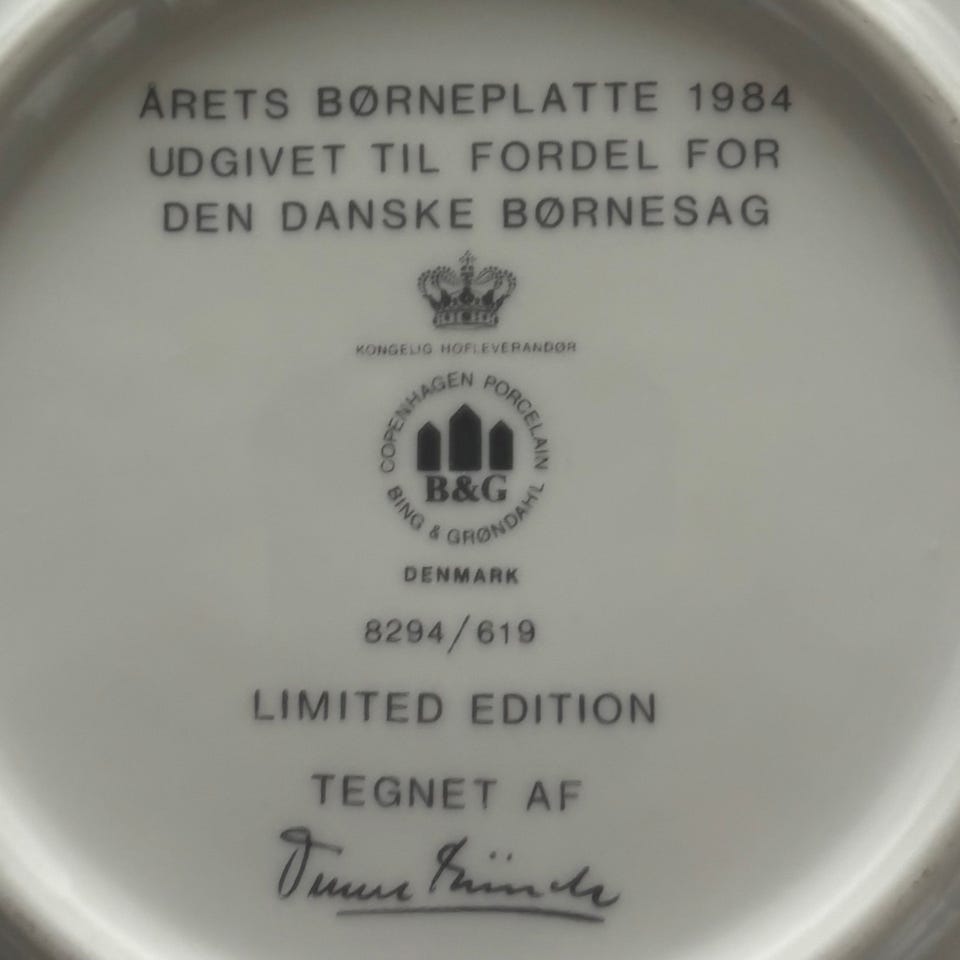 ÅRETS BØRNEPLATTE 1984
UDGIVET TIL FORDEL FOR
DEN DANSKE BØRNESAG
KONGELIG HOFLEVERANDØR
COPENHAGEN PORCELAIN
B&G
BING & GRØNDAHL
DENMARK
8294/619
LIMITED EDITION
TEGNET AF